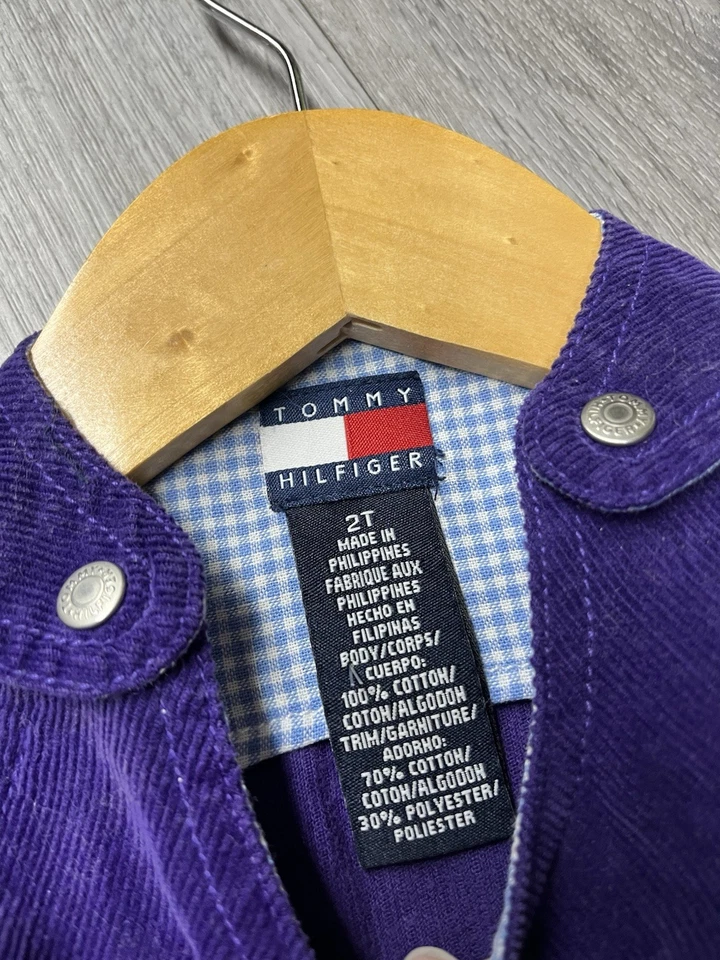 TOMMY
HILFIGER
2T
MADE IN
PHILIPPINES
FABRIQUE AUX
PHILIPPINES
HECHO EN
FILIPINAS
BODY/CORPS/
CUERPO:
100% COTTON/
COTON/ALGODON
TRIM/GARNITURE/
ADORNO:
70% COTTON/
COTON/ALGODON
30% POLYESTER/
POLIESTER